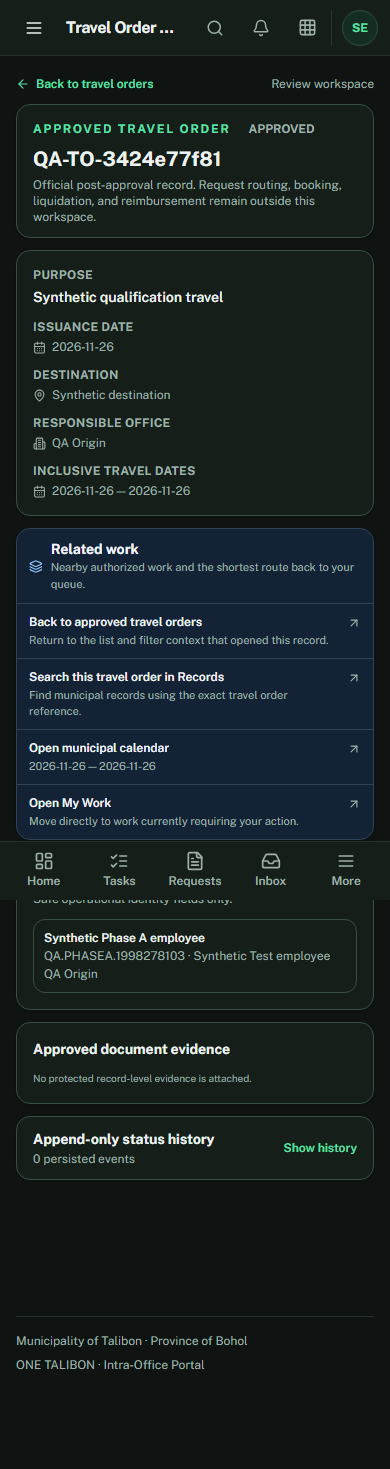 Travel Order ...
SE
Back to travel orders
Review workspace
APPROVED TRAVEL ORDER APPROVED
QA-TO-3424e77f81
Official post-approval record. Request routing, booking,
liquidation, and reimbursement remain outside this
workspace.
PURPOSE
Synthetic qualification travel
ISSUANCE DATE
2026-11-26
DESTINATION
Synthetic destination
RESPONSIBLE OFFICE
QA Origin
INCLUSIVE TRAVEL DATES
2026-11-26 — 2026-11-26
Related work
Nearby authorized work and the shortest route back to your
queue.
Back to approved travel orders
Return to the list and filter context that opened this record.
Search this travel order in Records
Find municipal records using the exact travel order
reference.
Open municipal calendar
2026-11-26 — 2026-11-26
Open My Work
Move directly to work currently requiring your action.
Home
Tasks
Requests
Inbox
More
Safe operational identity fields only.
Synthetic Phase A employee
QA.PHASEA.1998278103 · Synthetic Test employee
QA Origin
Approved document evidence
No protected record-level evidence is attached.
Append-only status history
0 persisted events
Show history
Municipality of Talibon · Province of Bohol
ONE TALIBON · Intra-Office Portal